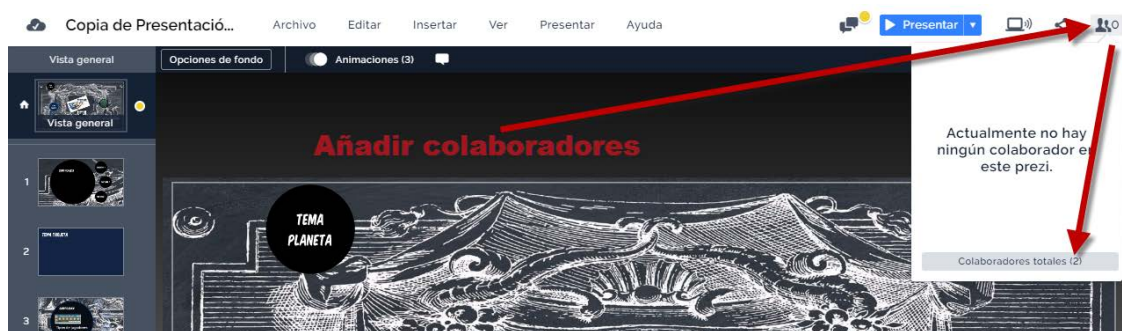 Copia de Presentació... Archivo Editar Insertar Ver Presentar Ayuda Presentar 0
Vista general Opciones de fondo Animaciones (3)
Vista general
Añadir colaboradores
Actualmente no hay
ningún colaborador en
este prezi.
1
TEMA
PLANETA
2
Colaboradores totales (2)
3